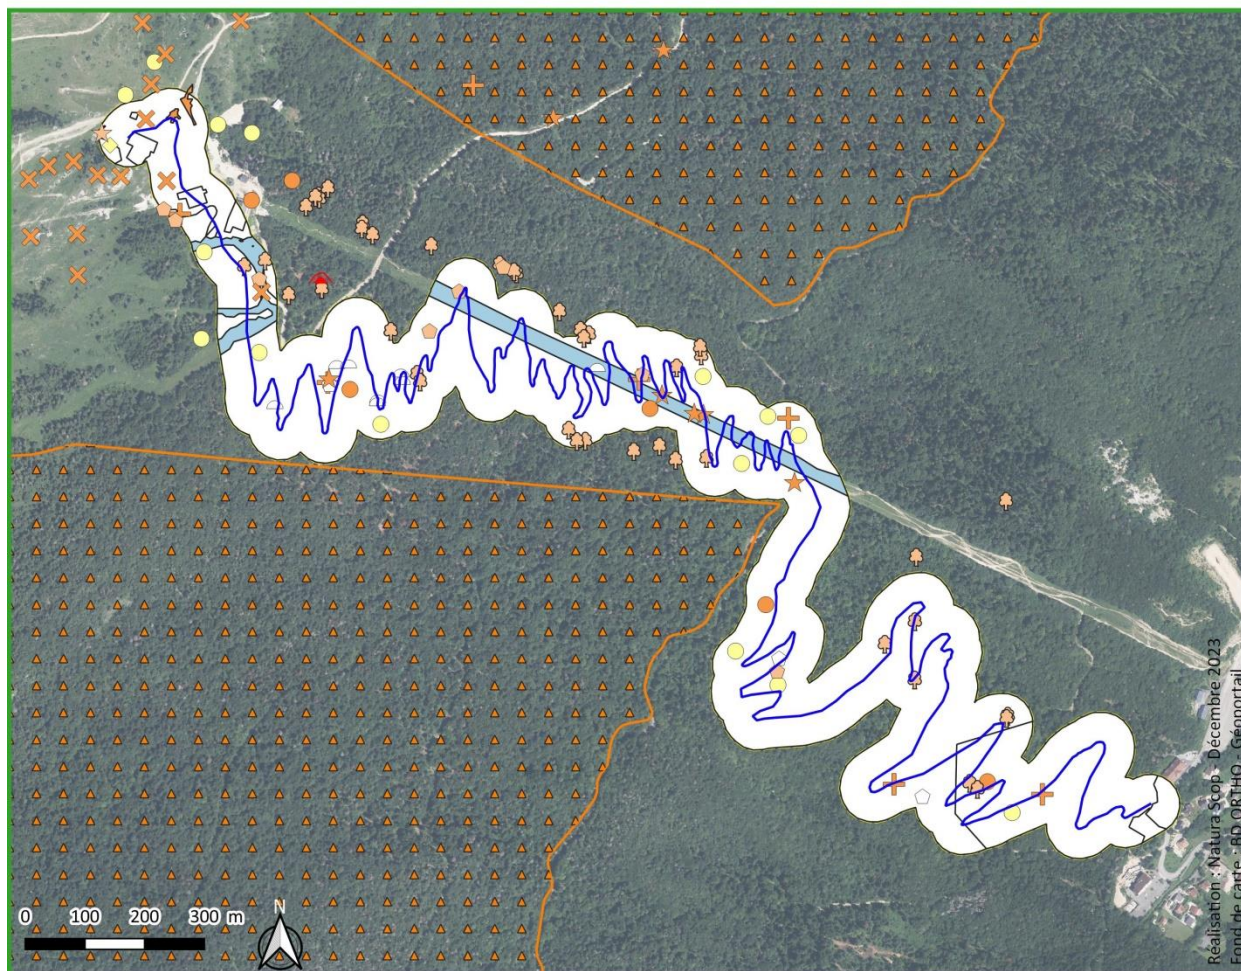 0 100 200 300 m
N
Réalisation : Natura Scop - Décembre 2023
Fond de carte : BD ORTHO - Géoportail